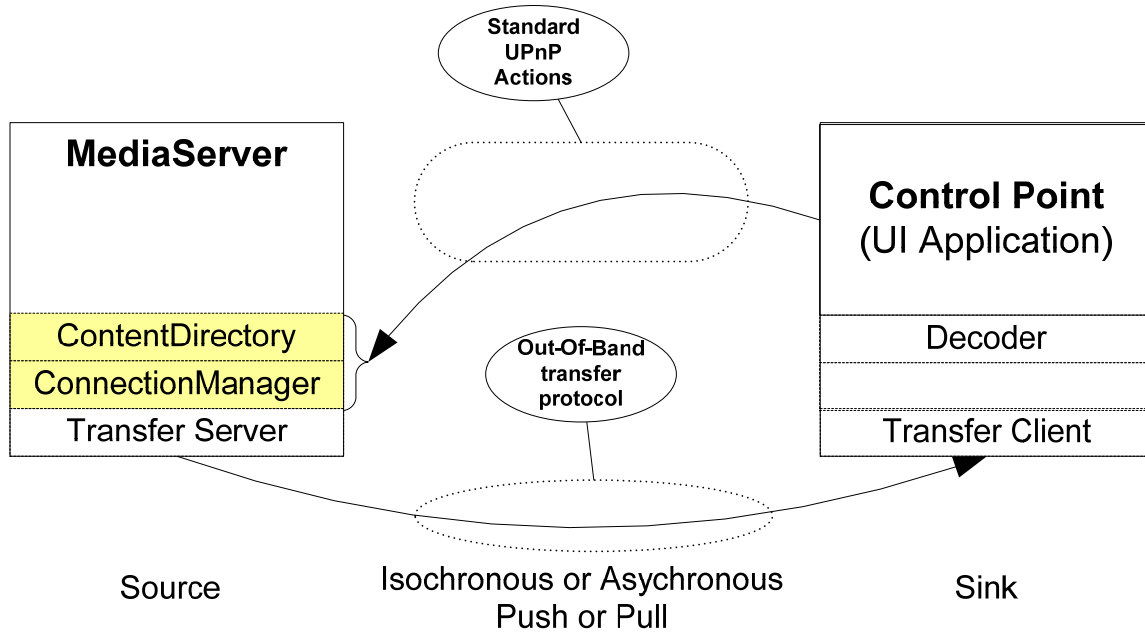 Standard
UPnP
Actions
MediaServer
ContentDirectory
ConnectionManager
Transfer Server
Control Point
(UI Application)
Decoder
Transfer Client
Out-Of-Band
transfer
protocol
Source
Isochronous or Asychronous
Push or Pull
Sink